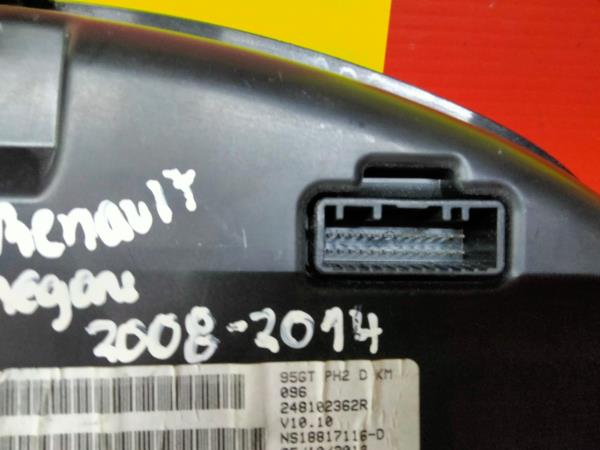 Renault
megane
2008-2014
95GT PH2 D KM
096
248102362R
V10.10
NS18817116-D